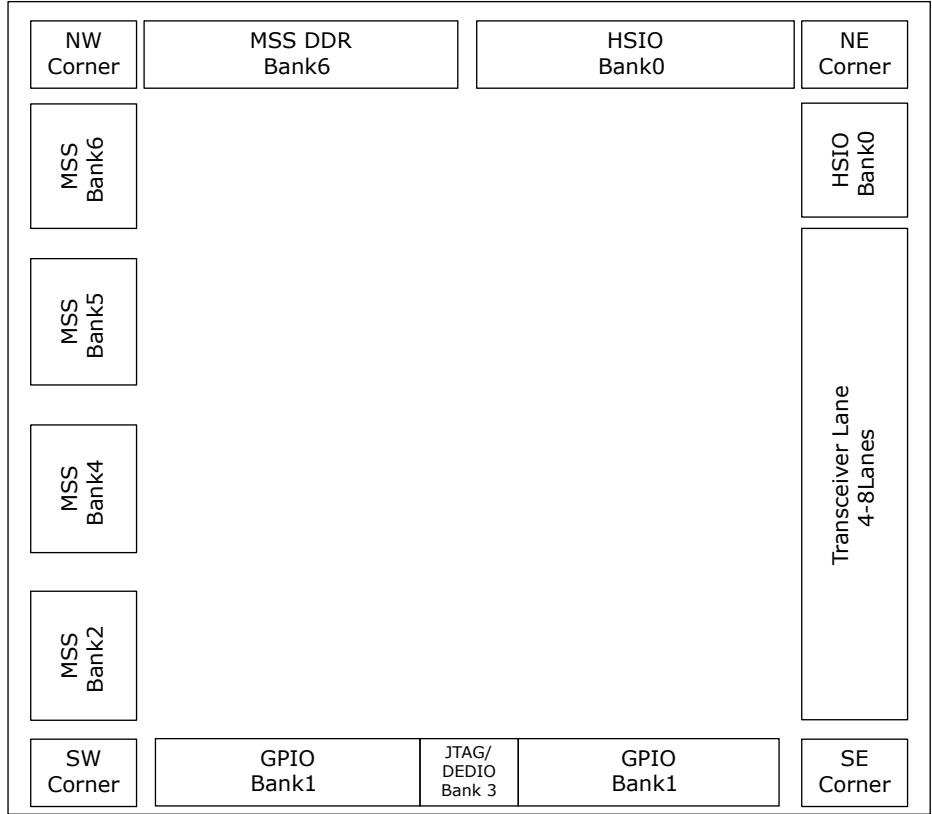 NW
Corner
MSS DDR
Bank6
HSIO
Bank0
NE
Corner
MSS
Bank6
HSIO
Bank0
MSS
Bank5
MSS
Bank4
Transceiver Lane
4-8Lanes
MSS
Bank2
SW
Corner
GPIO
Bank1
JTAG/
DEDIO
Bank 3
GPIO
Bank1
SE
Corner